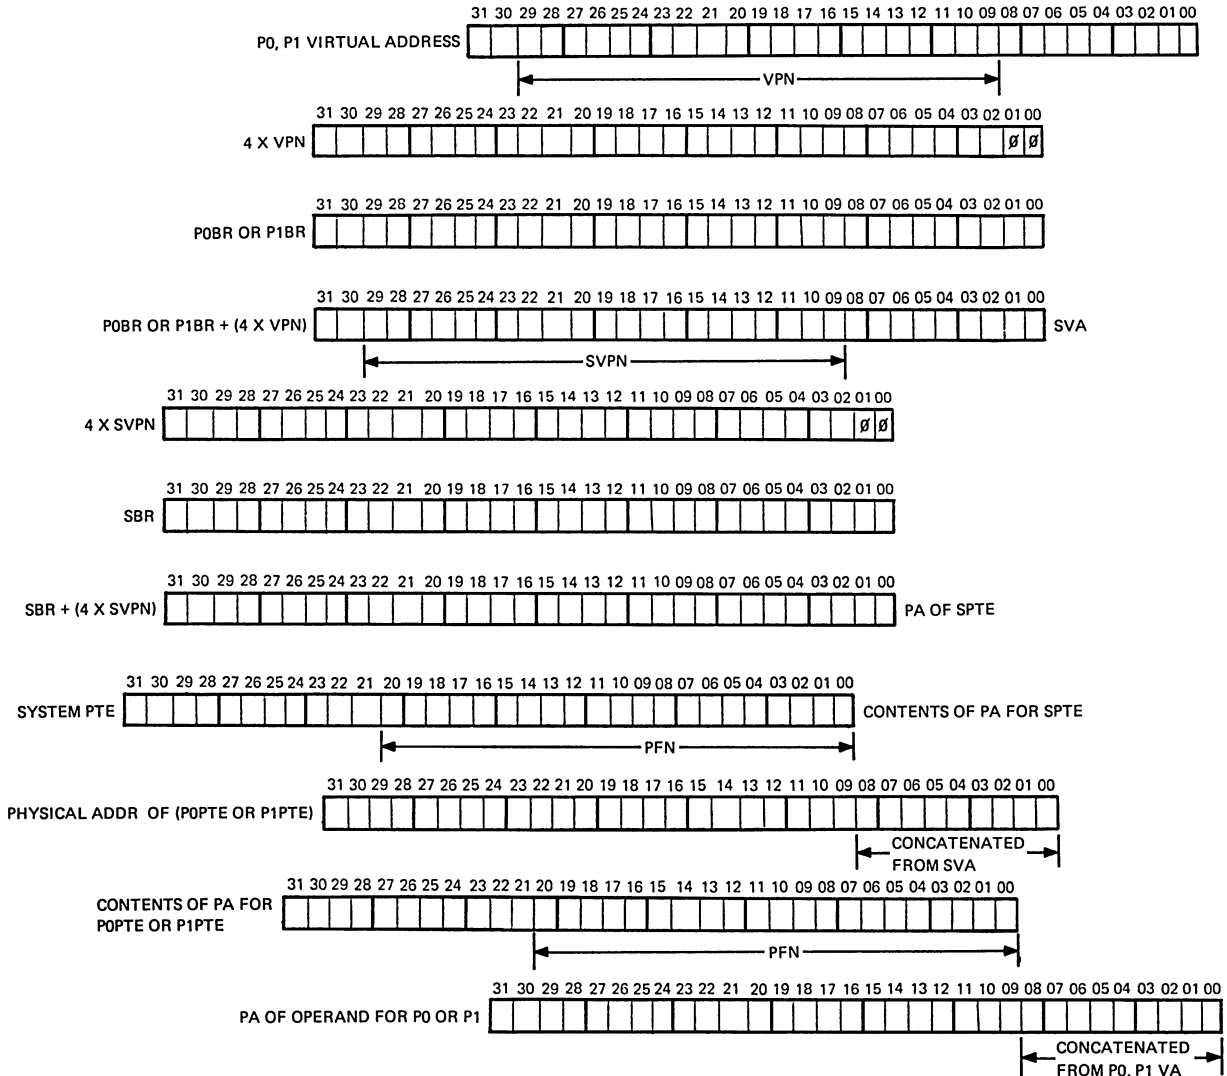 31 30 29 28 27 26 25 24 23 22 21 20 19 18 17 16 15 14 13 12 11 10 09 08 07 06 05 04 03 02 01 00
P0, P1 VIRTUAL ADDRESS
VPN
31 30 29 28 27 26 25 24 23 22 21 20 19 18 17 16 15 14 13 12 11 10 09 08 07 06 05 04 03 02 01 00
4 X VPN Ø Ø
31 30 29 28 27 26 25 24 23 22 21 20 19 18 17 16 15 14 13 12 11 10 09 08 07 06 05 04 03 02 01 00
P0BR OR P1BR
31 30 29 28 27 26 25 24 23 22 21 20 19 18 17 16 15 14 13 12 11 10 09 08 07 06 05 04 03 02 01 00
P0BR OR P1BR + (4 X VPN) SVA
SVPN
31 30 29 28 27 26 25 24 23 22 21 20 19 18 17 16 15 14 13 12 11 10 09 08 07 06 05 04 03 02 01 00
4 X SVPN Ø Ø
31 30 29 28 27 26 25 24 23 22 21 20 19 18 17 16 15 14 13 12 11 10 09 08 07 06 05 04 03 02 01 00
SBR
31 30 29 28 27 26 25 24 23 22 21 20 19 18 17 16 15 14 13 12 11 10 09 08 07 06 05 04 03 02 01 00
SBR + (4 X SVPN) PA OF SPTE
31 30 29 28 27 26 25 24 23 22 21 20 19 18 17 16 15 14 13 12 11 10 09 08 07 06 05 04 03 02 01 00
SYSTEM PTE CONTENTS OF PA FOR SPTE
PFN
31 30 29 28 27 26 25 24 23 22 21 20 19 18 17 16 15 14 13 12 11 10 09 08 07 06 05 04 03 02 01 00
PHYSICAL ADDR OF (P0PTE OR P1PTE)
CONCATENATED
FROM SVA
31 30 29 28 27 26 25 24 23 22 21 20 19 18 17 16 15 14 13 12 11 10 09 08 07 06 05 04 03 02 01 00
CONTENTS OF PA FOR
P0PTE OR P1PTE
PFN
31 30 29 28 27 26 25 24 23 22 21 20 19 18 17 16 15 14 13 12 11 10 09 08 07 06 05 04 03 02 01 00
PA OF OPERAND FOR P0 OR P1
CONCATENATED
FROM P0, P1 VA